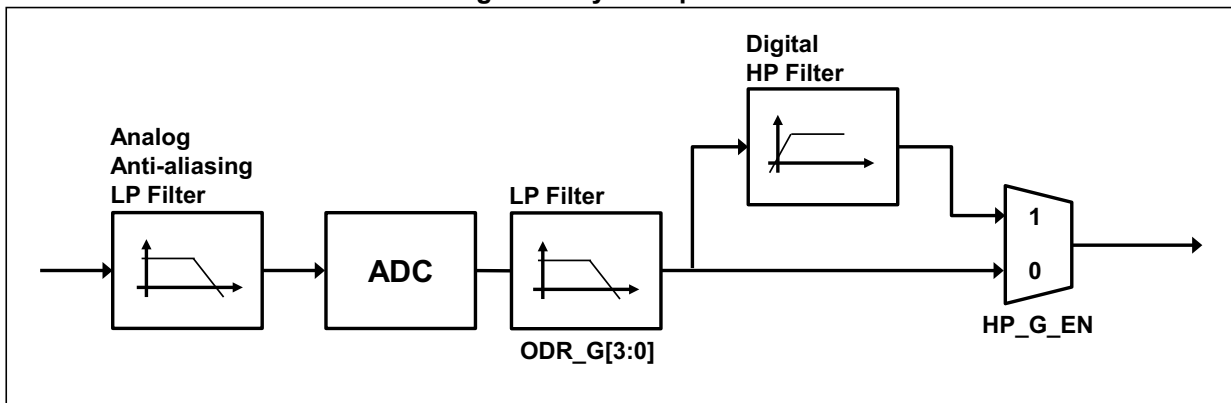 Digital
HP Filter
Analog
Anti-aliasing
LP Filter
LP Filter
ADC
1
0
HP_G_EN
ODR_G[3:0]